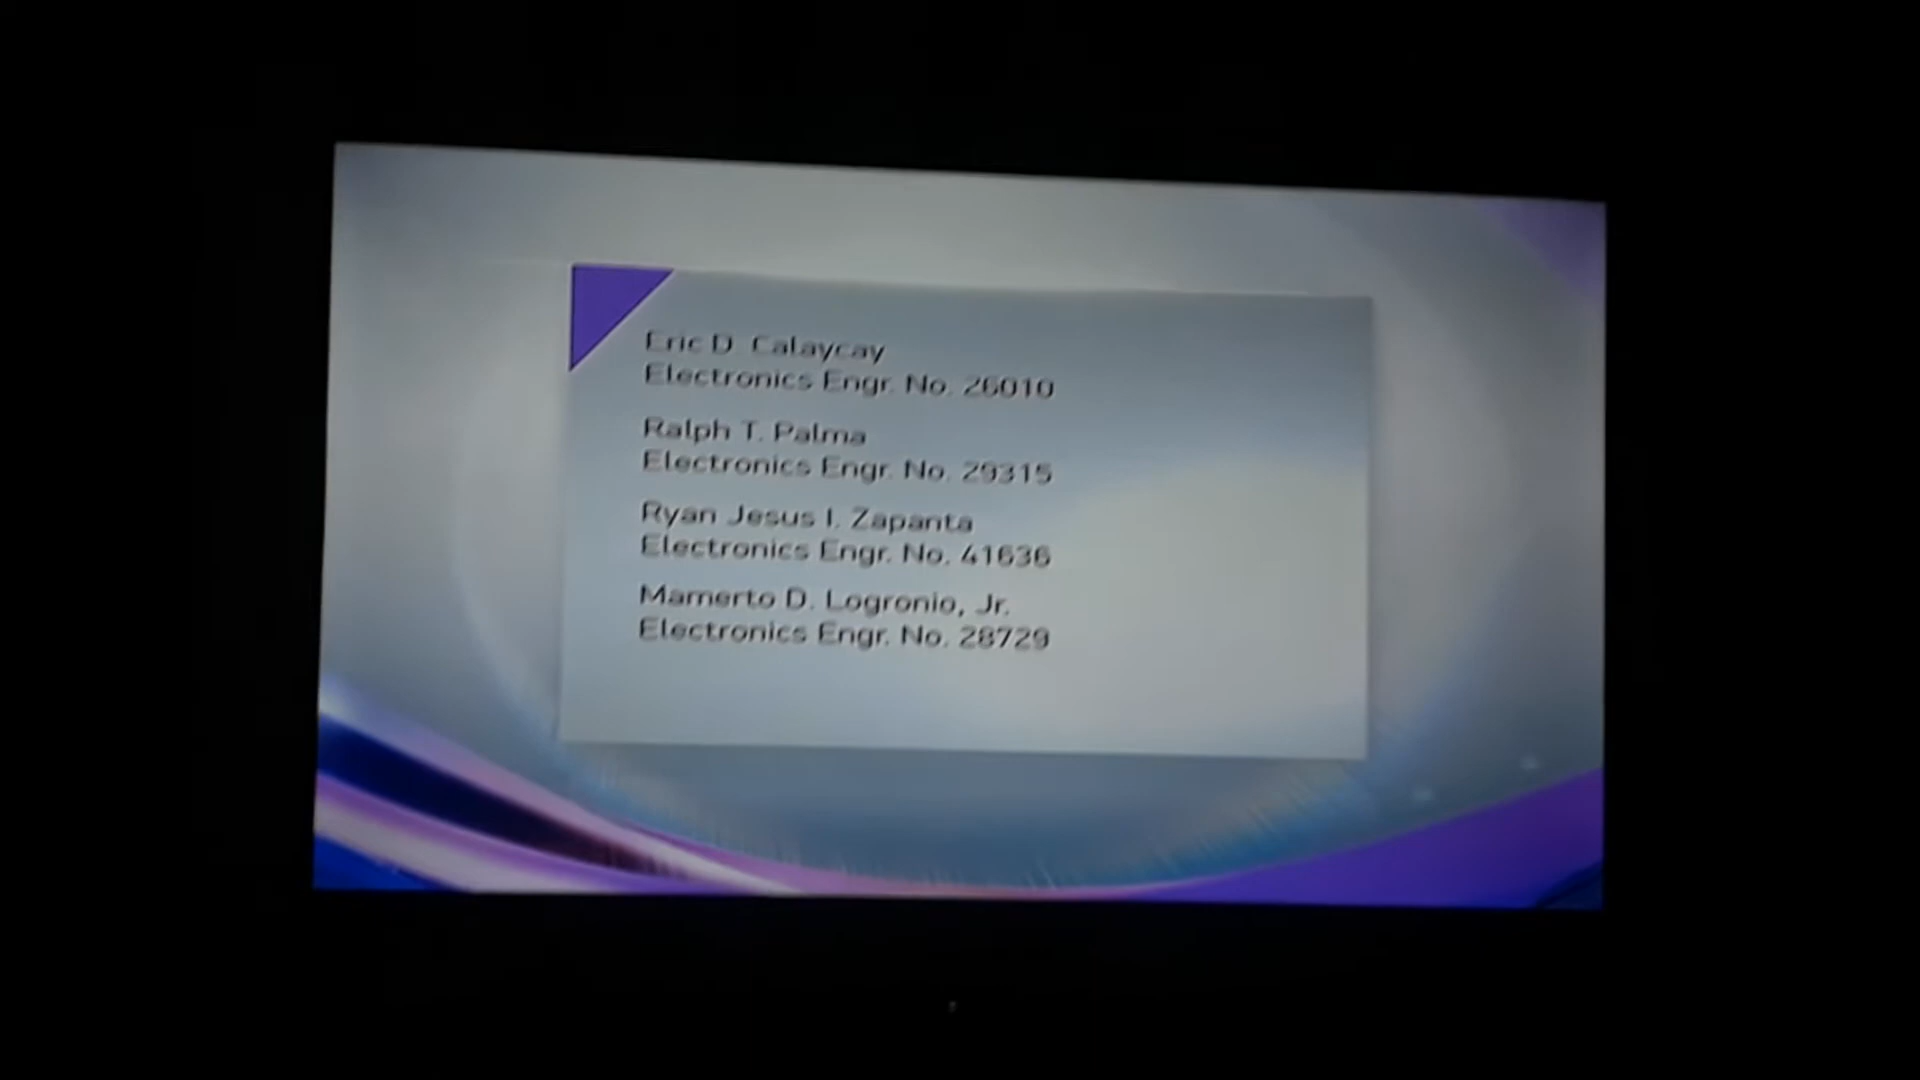 Eric D. Calaycay
Electronics Engr. No. 26010
Ralph T. Palma
Electronics Engr. No. 29315
Ryan Jesus I. Zapanta
Electronics Engr. No. 41636
Mamerto D. Logronio, Jr.
Electronics Engr. No. 28729